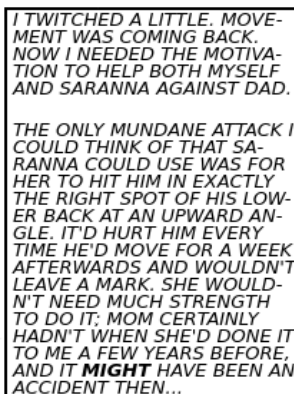 I TWITCHED A LITTLE. MOVE-
MENT WAS COMING BACK.
NOW I NEEDED THE MOTIVA-
TION TO HELP BOTH MYSELF
AND SARANNA AGAINST DAD.
THE ONLY MUNDANE ATTACK I
COULD THINK OF THAT SA-
RANNA COULD USE WAS FOR
HER TO HIT HIM IN EXACTLY
THE RIGHT SPOT OF HIS LOW-
ER BACK AT AN UPWARD AN-
GLE. IT'D HURT HIM EVERY
TIME HE'D MOVE FOR A WEEK
AFTERWARDS AND WOULDN'T
LEAVE A MARK. SHE WOULD-
N'T NEED MUCH STRENGTH
TO DO IT; MOM CERTAINLY
HADN'T WHEN SHE'D DONE IT
TO ME A FEW YEARS BEFORE,
AND IT MIGHT HAVE BEEN AN
ACCIDENT THEN...